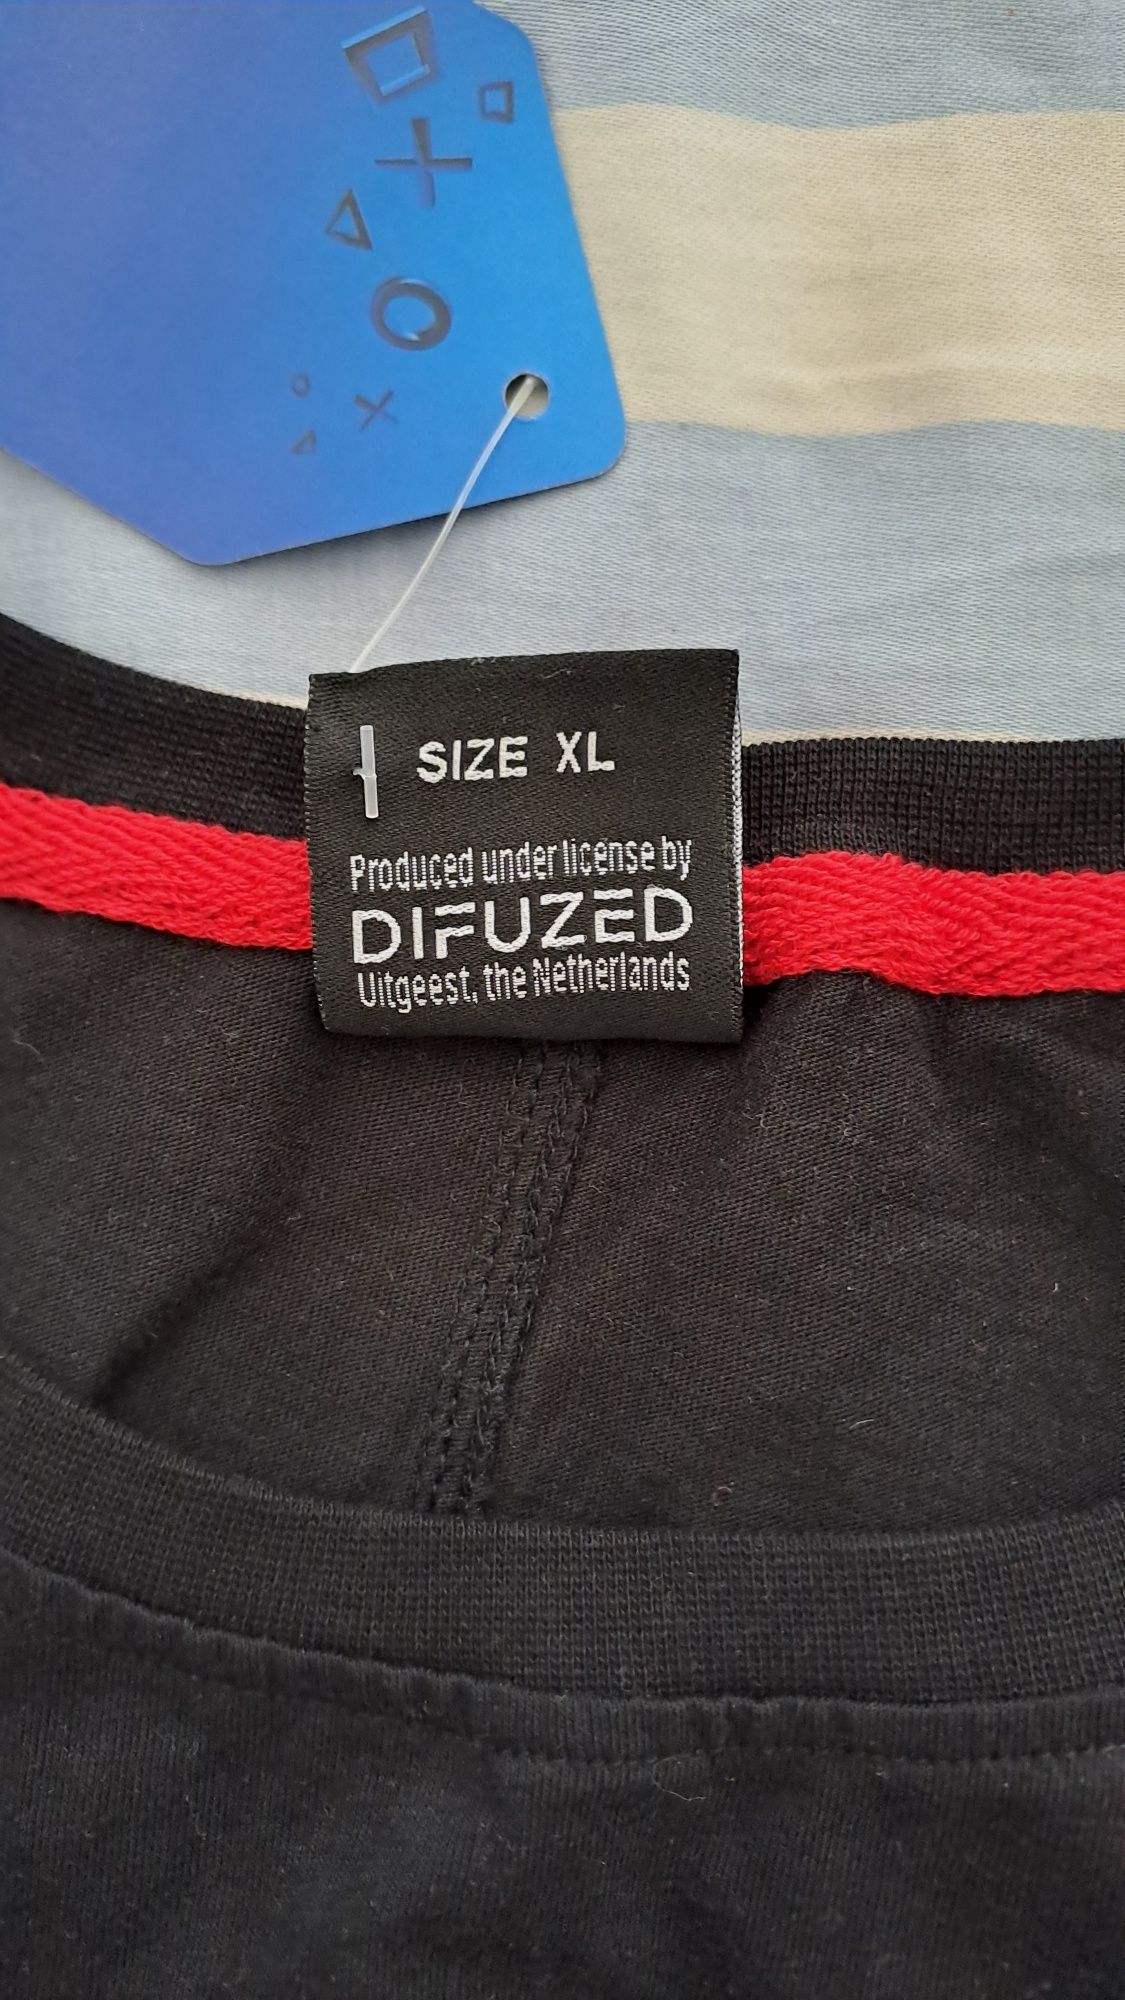 SIZE XL
Produced under license by
DIFUZED
Uitgeest, the Netherlands